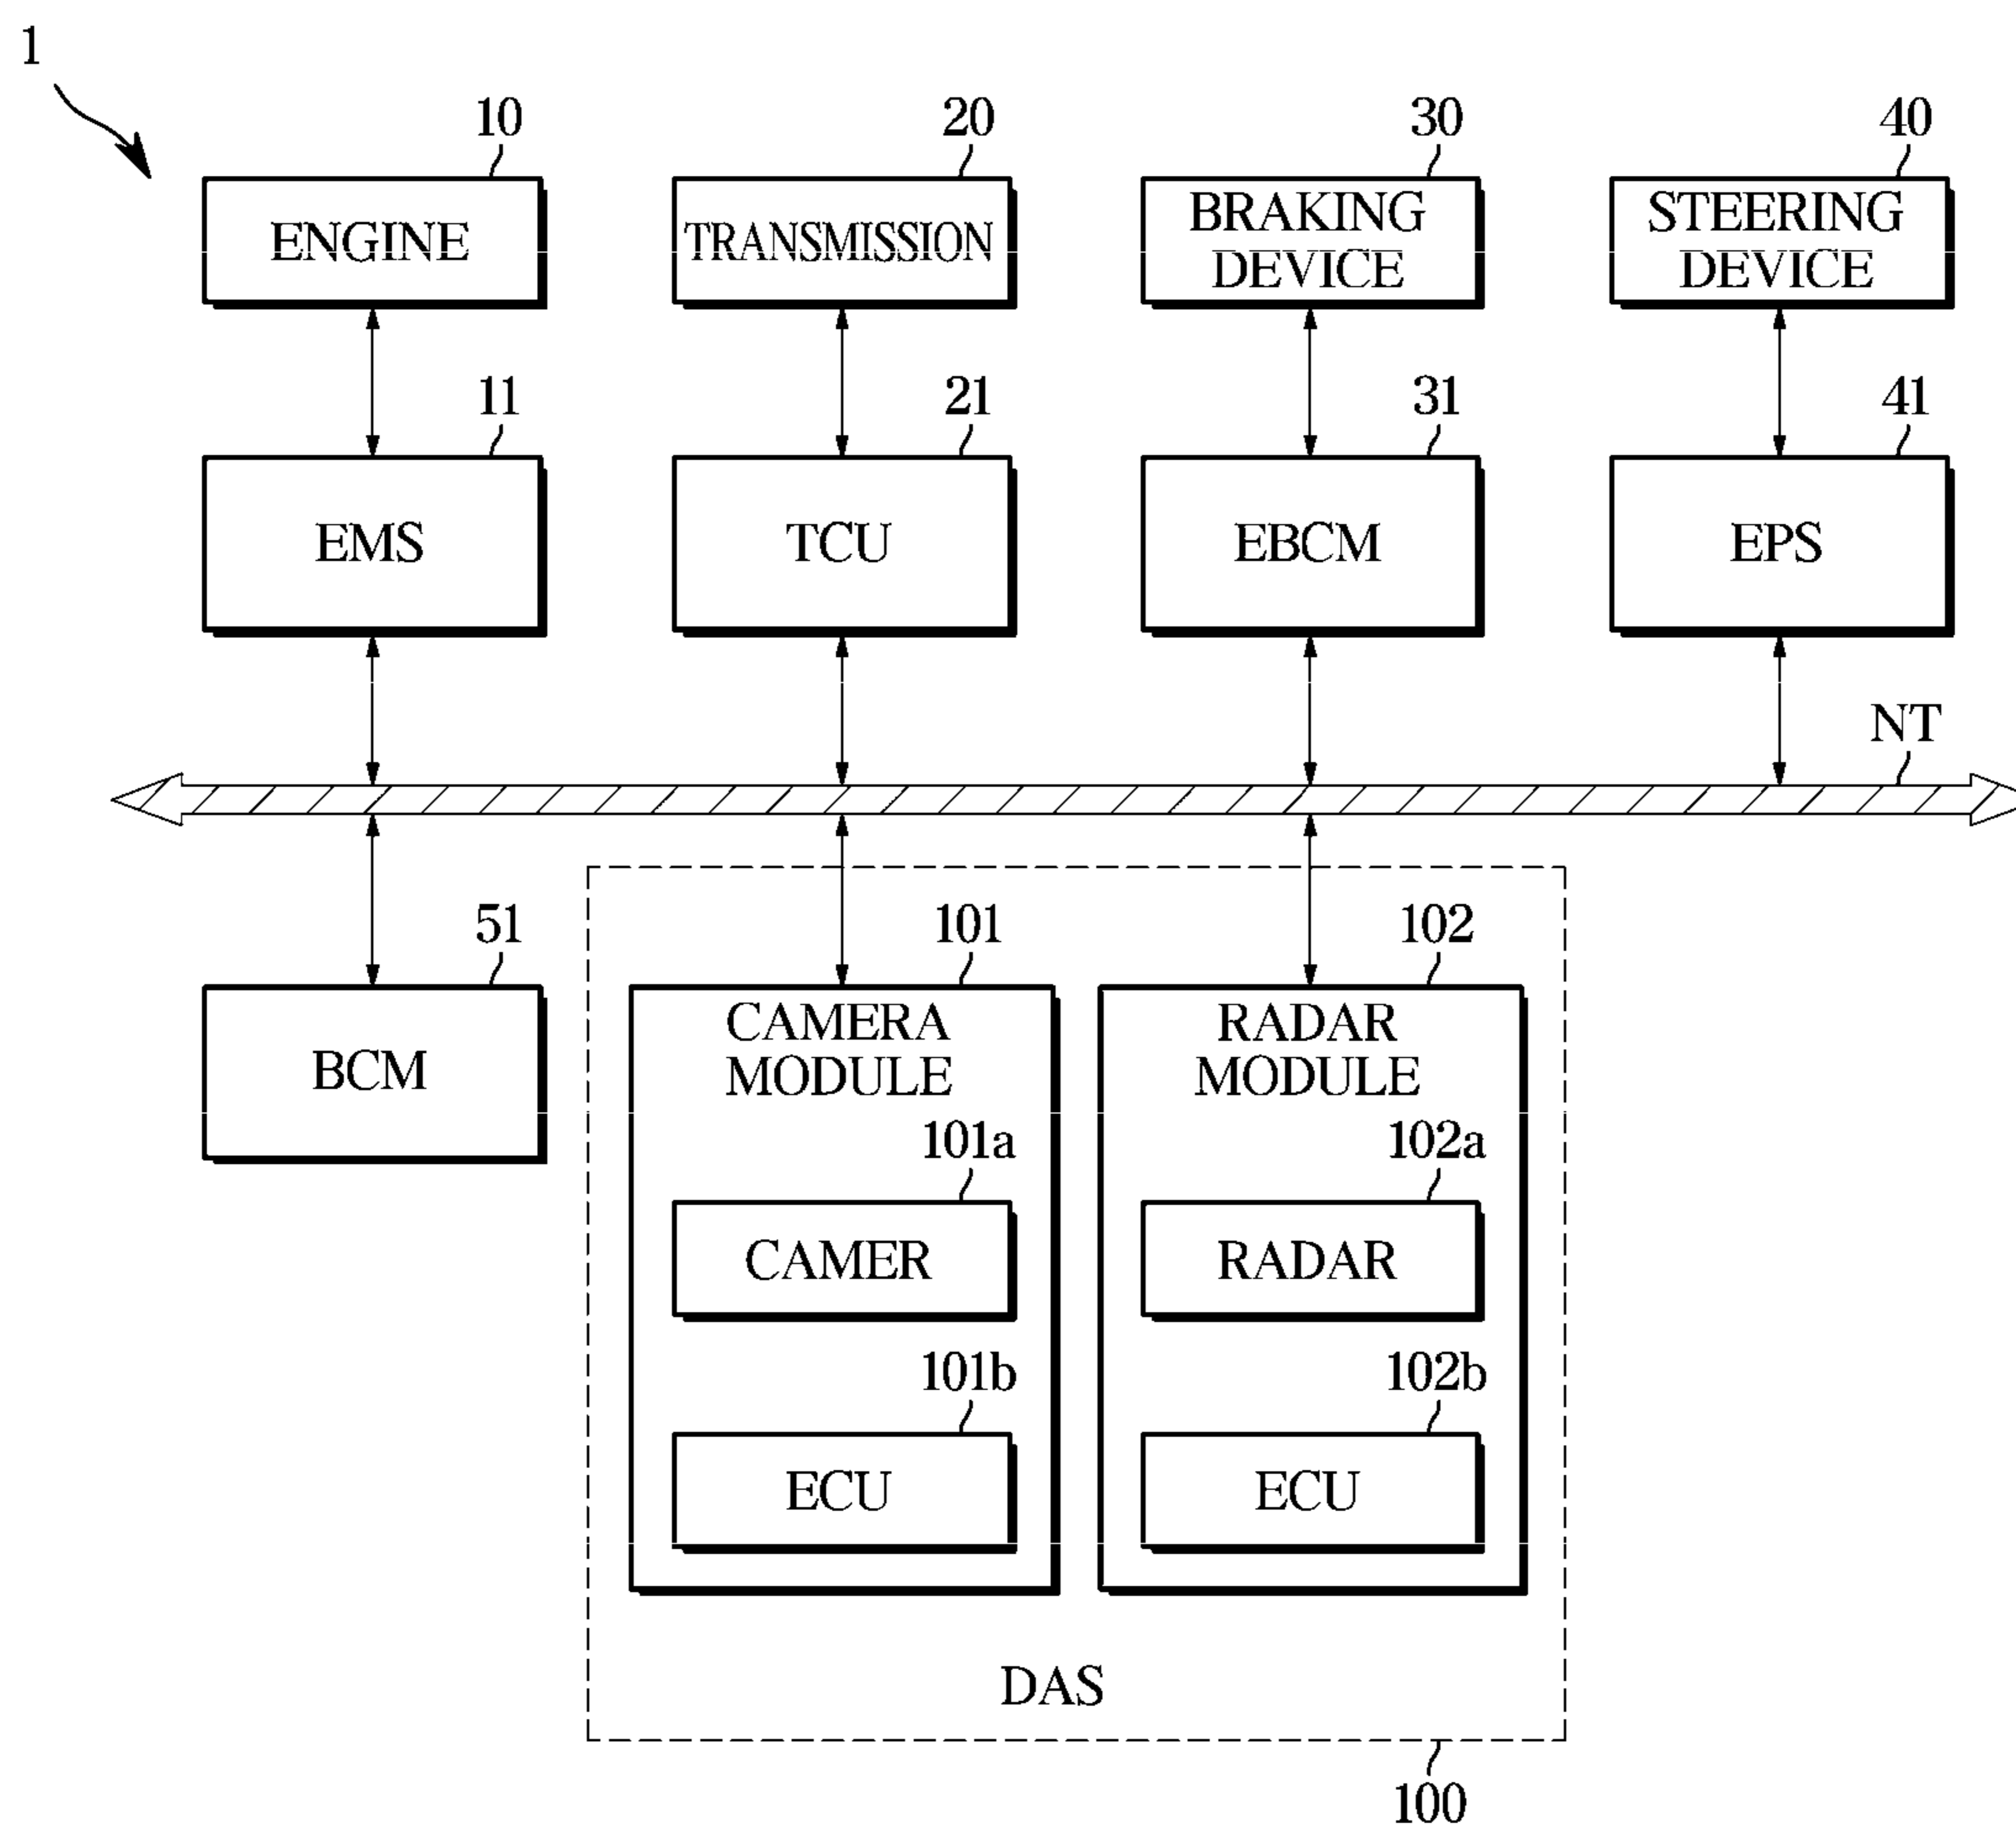 1
10
20
30
40
ENGINE
TRANSMISSION
BRAKING
DEVICE
STEERING
DEVICE
11
21
31
41
EMS
TCU
EBCM
EPS
NT
51
101
102
BCM
CAMERA
MODULE
RADAR
MODULE
101a
102a
CAMER
RADAR
101b
102b
ECU
ECU
DAS
100